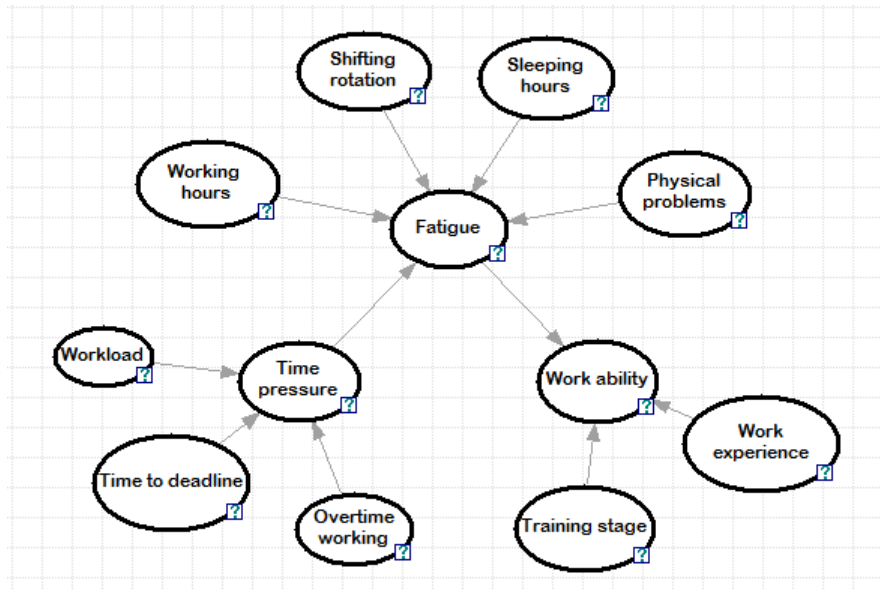 Shifting
rotation
?
Sleeping
hours
?
Working
hours
?
Physical
problems
?
Fatigue
?
Workload
?
Time
pressure
?
Work ability
?
Work
experience
?
Time to deadline
?
Overtime
working
?
Training stage
?